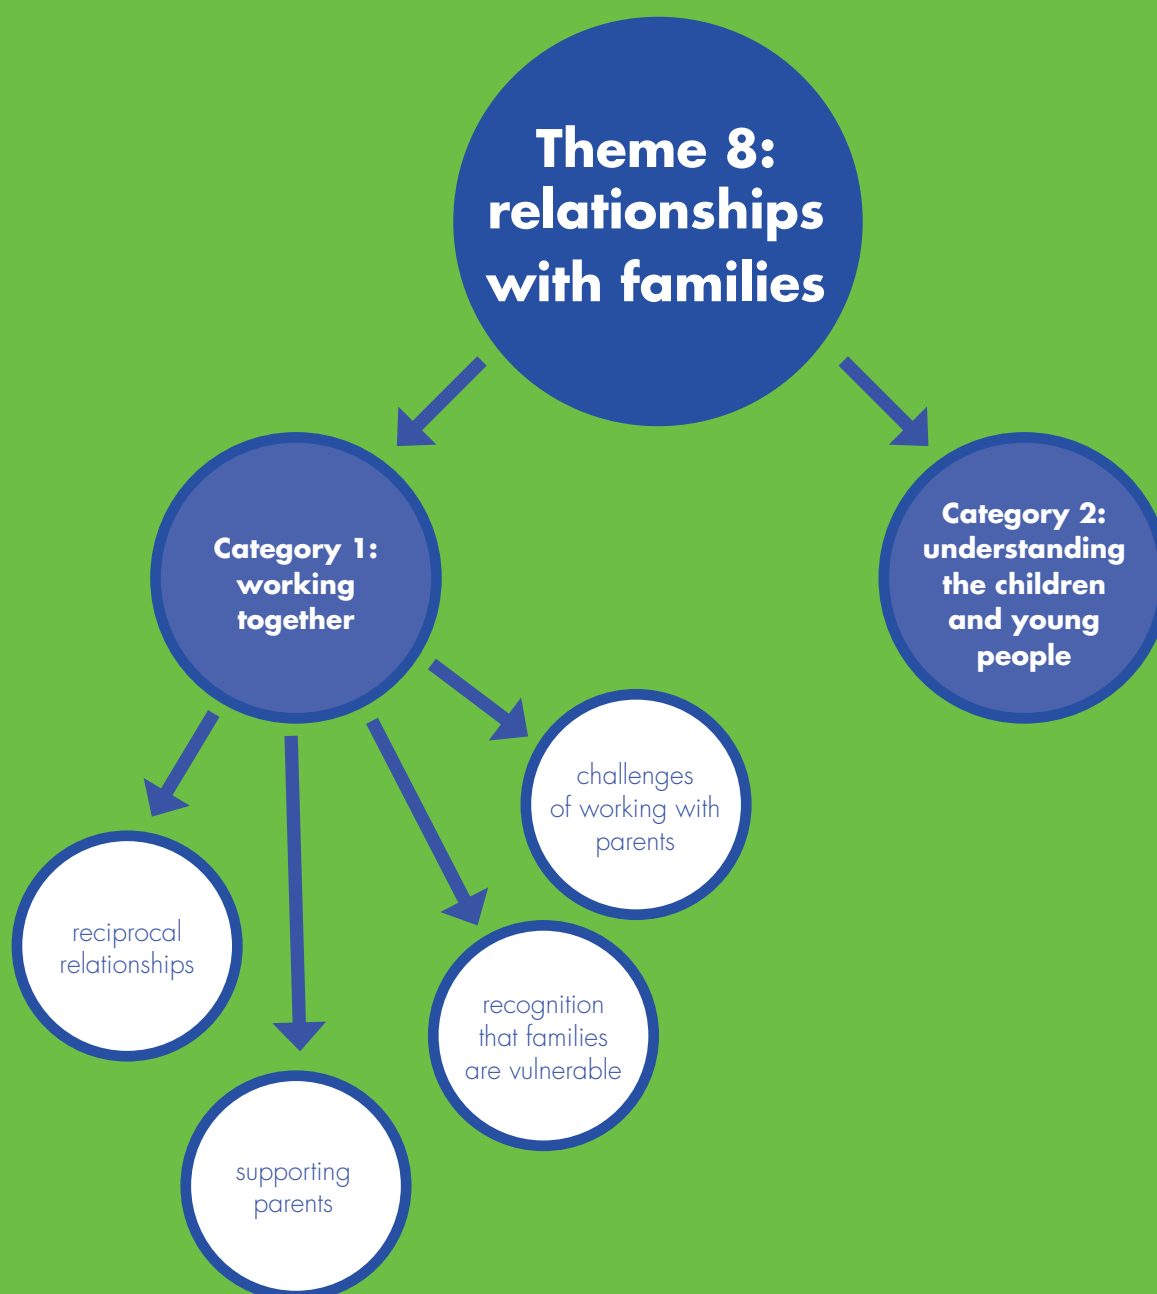 Theme 8:
relationships
with families
Category 1:
working
together
Category 2:
understanding
the children
and young
people
challenges
of working with
parents
reciprocal
relationships
recognition
that families
are vulnerable
supporting
parents